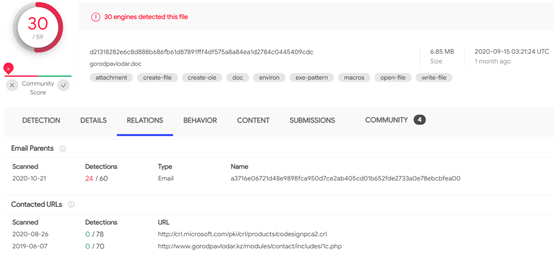 30
/ 59
30 engines detected this file
d21318282e6c8d888b686fb61d87891fff4df575a8a84ea1d2784c0445409cdc
gorodpavlodar.doc
6.85 MB
Size
2020-09-15 03:21:24 UTC
1 month ago
attachment create-file create-ole doc environ exe-pattern macros open-file write-file
Community
Score
DETECTION DETAILS RELATIONS BEHAVIOR CONTENT SUBMISSIONS COMMUNITY 4
Email Parents
Scanned Detections Type Name
2020-10-21 24 / 60 Email a3716e06721d48e9898fca950d7ce2ab405cd01b652fde2733a0e78ebcbfea00
Contacted URLs
Scanned Detections URL
2020-08-26 0 / 78 http://crl.microsoft.com/pki/crl/products/codesignpca2.crl
2019-06-07 0 / 70 http://www.gorodpavlodar.kz/modules/contact/includes/1c.php